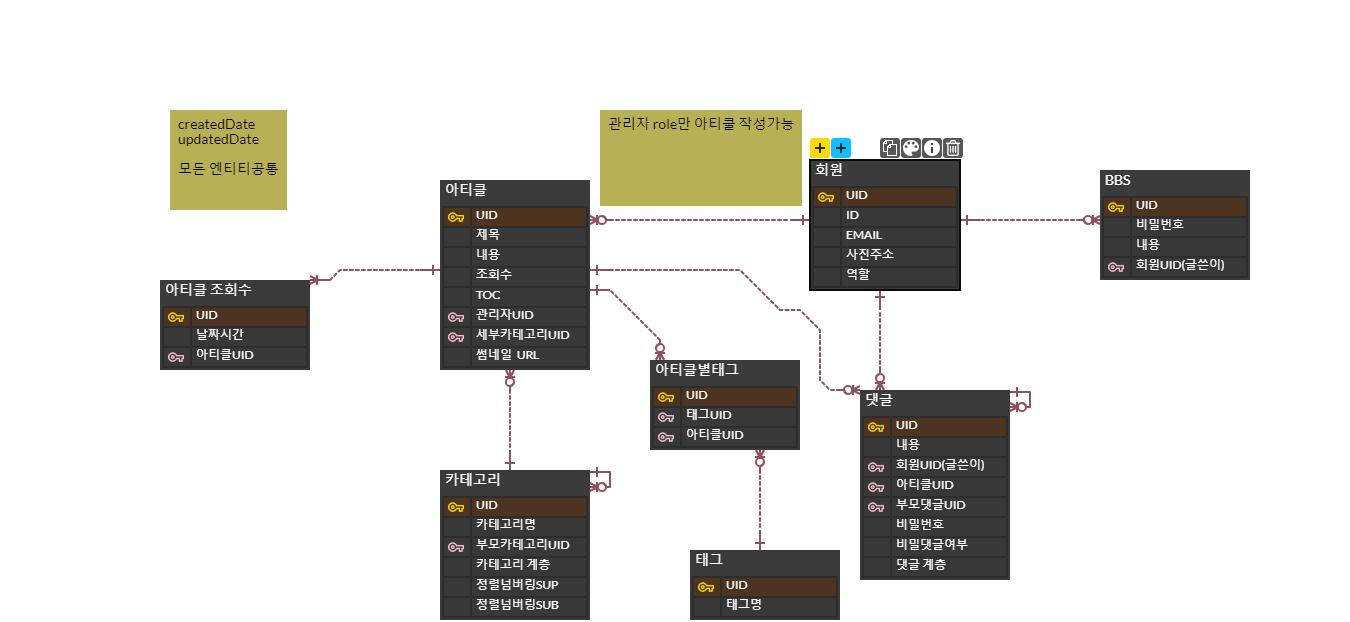 createdDate
updatedDate
모든 엔티티공통
관리자 role만 아티클 작성가능
아티클
UID
제목
내용
조회수
TOC
관리자UID
세부카테고리UID
썸네일 URL
회원
UID
ID
EMAIL
사진주소
역할
BBS
UID
비밀번호
내용
회원UID(글쓴이)
아티클 조회수
UID
날짜시간
아티클UID
아티클별태그
UID
태그UID
아티클UID
댓글
UID
내용
회원UID(글쓴이)
아티클UID
부모댓글UID
비밀번호
비밀댓글여부
댓글 계층
카테고리
UID
카테고리명
부모카테고리UID
카테고리 계층
정렬넘버링SUP
정렬넘버링SUB
태그
UID
태그명